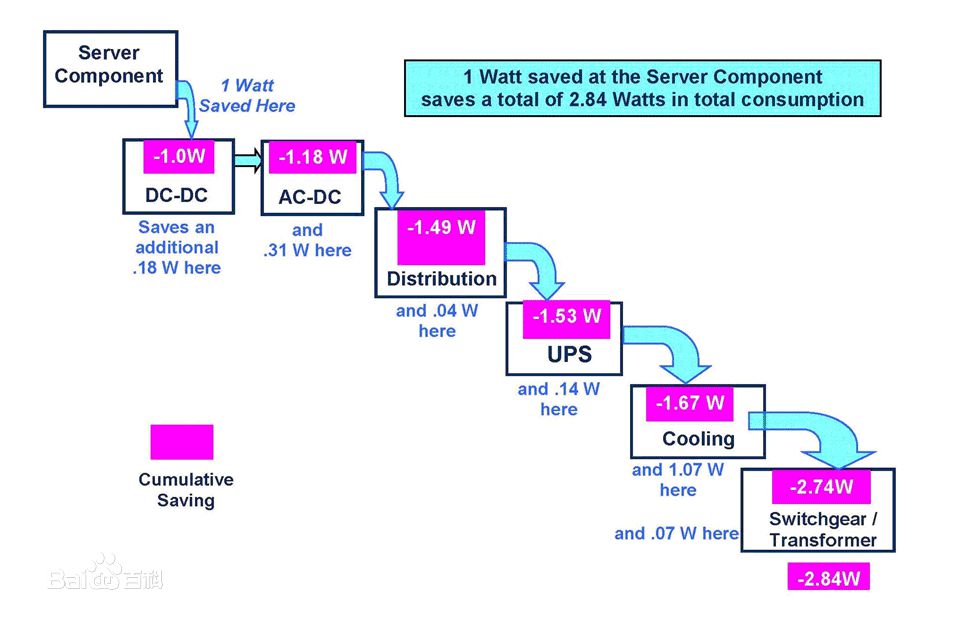 Server
Component
1 Watt
Saved Here
1 Watt saved at the Server Component
saves a total of 2.84 Watts in total consumption
-1.0W
DC-DC
Saves an
additional
.18 W here
-1.18 W
AC-DC
and
.31 W here
-1.49 W
Distribution
and .04 W
here
-1.53 W
UPS
and .14 W
here
-1.67 W
Cooling
and 1.07 W
here
-2.74W
Switchgear /
Transformer
and .07 W here
-2.84W
Cumulative
Saving
Bai百科